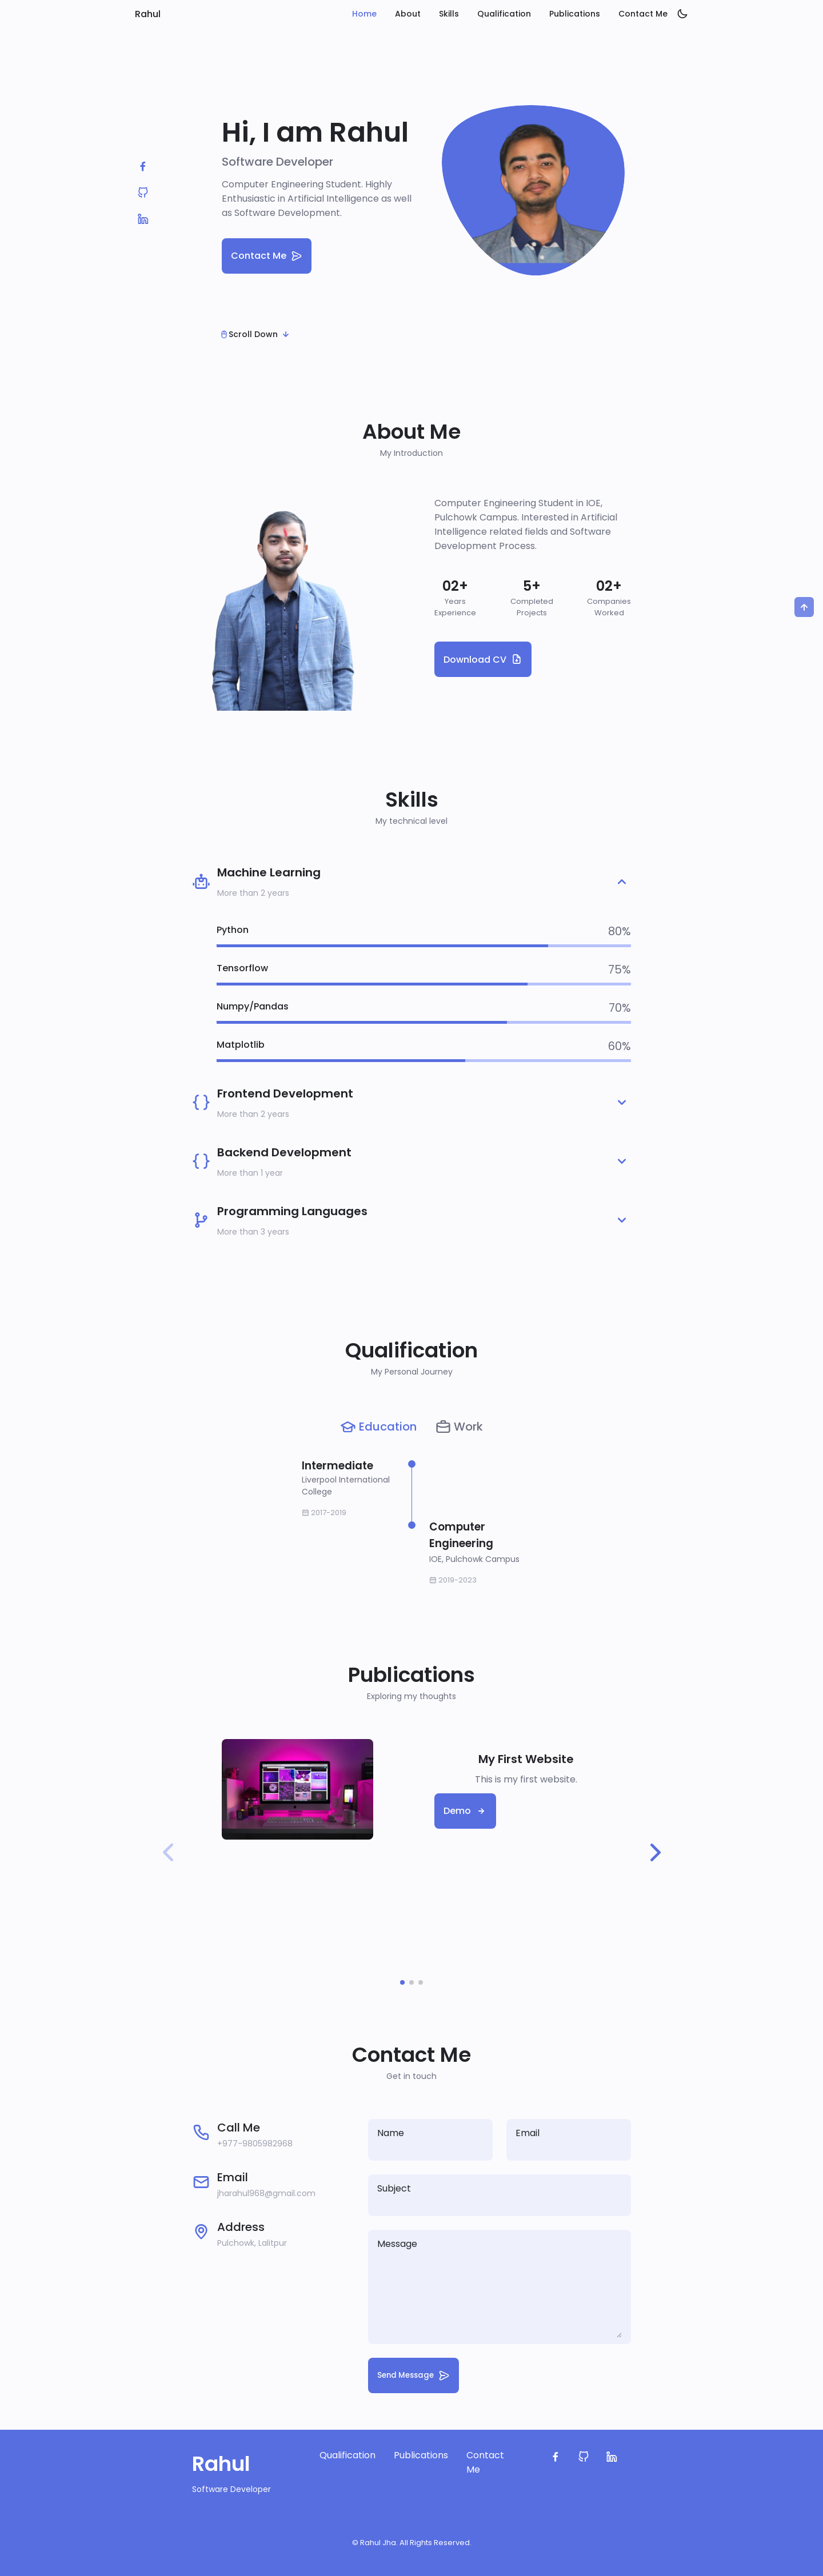 Rahul
Home
About
Skills
Qualification
Publications
Contact Me
Hi, I am Rahul
Software Developer
Computer Engineering Student. Highly
Enthusiastic in Artificial Intelligence as well
as Software Development.
Contact Me
Scroll Down
About Me
My Introduction
Computer Engineering Student in IOE,
Pulchowk Campus. Interested in Artificial
Intelligence related fields and Software
Development Process.
02+
Years
Experience
5+
Completed
Projects
02+
Companies
Worked
Download CV
Skills
My technical level
Machine Learning
More than 2 years
Python
80%
Tensorflow
75%
Numpy/Pandas
70%
Matplotlib
60%
Frontend Development
More than 2 years
Backend Development
More than 1 year
Programming Languages
More than 3 years
Qualification
My Personal Journey
Education
Work
Intermediate
Liverpool International
College
2017-2019
Computer
Engineering
IOE, Pulchowk Campus
2019-2023
Publications
Exploring my thoughts
My First Website
This is my first website.
Demo
Contact Me
Get in touch
Call Me
+977-9805982968
Email
jharahul968@gmail.com
Address
Pulchowk, Lalitpur
Name
Email
Subject
Message
Send Message
Rahul
Software Developer
Qualification
Publications
Contact
Me
© Rahul Jha. All Rights Reserved.